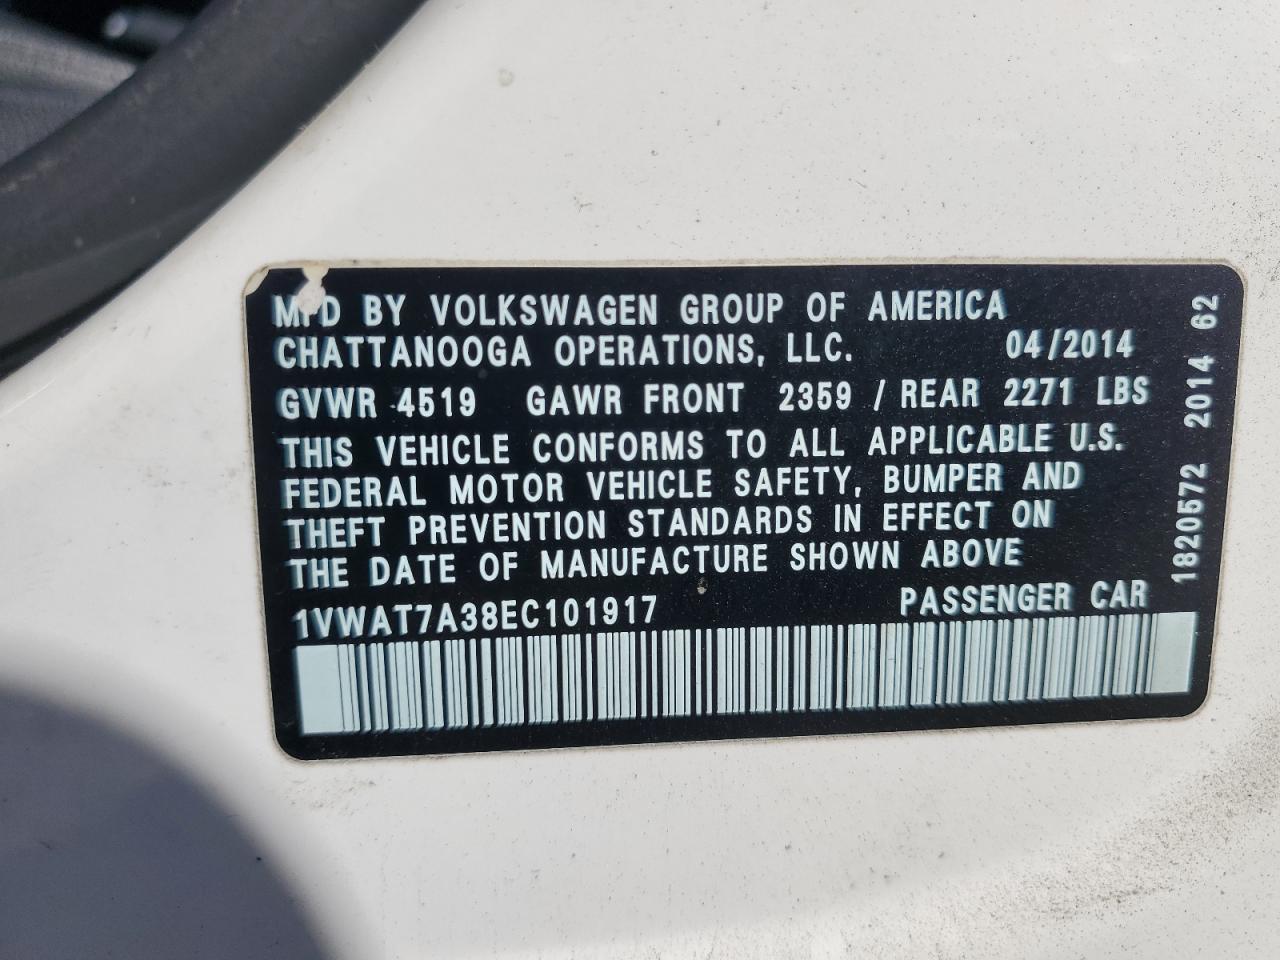 MFD BY VOLKSWAGEN GROUP OF AMERICA
CHATTANOOGA OPERATIONS, LLC. 04/2014
GVWR 4519 GAWR FRONT 2359 / REAR 2271 LBS
THIS VEHICLE CONFORMS TO ALL APPLICABLE U.S.
FEDERAL MOTOR VEHICLE SAFETY, BUMPER AND
THEFT PREVENTION STANDARDS IN EFFECT ON
THE DATE OF MANUFACTURE SHOWN ABOVE
1VWAT7A38EC101917 PASSENGER CAR
1820572 2014 62